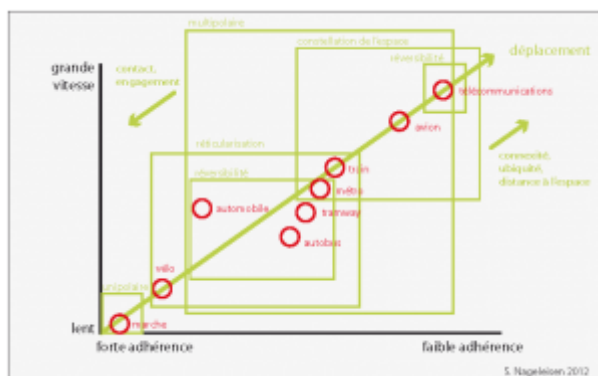 multipolaire
constellation de l'espace
déplacement
réversibilité
grande
vitesse
contact,
engagement
télécommunications
avion
réticularisation
connexité,
ubiquité,
distance à l'espace
train
réversibilité
métro
automobile
tramway
autobus
vélo
unipolaire
marche
lent
forte adhérence
faible adhérence
S. Nageleisen 2012